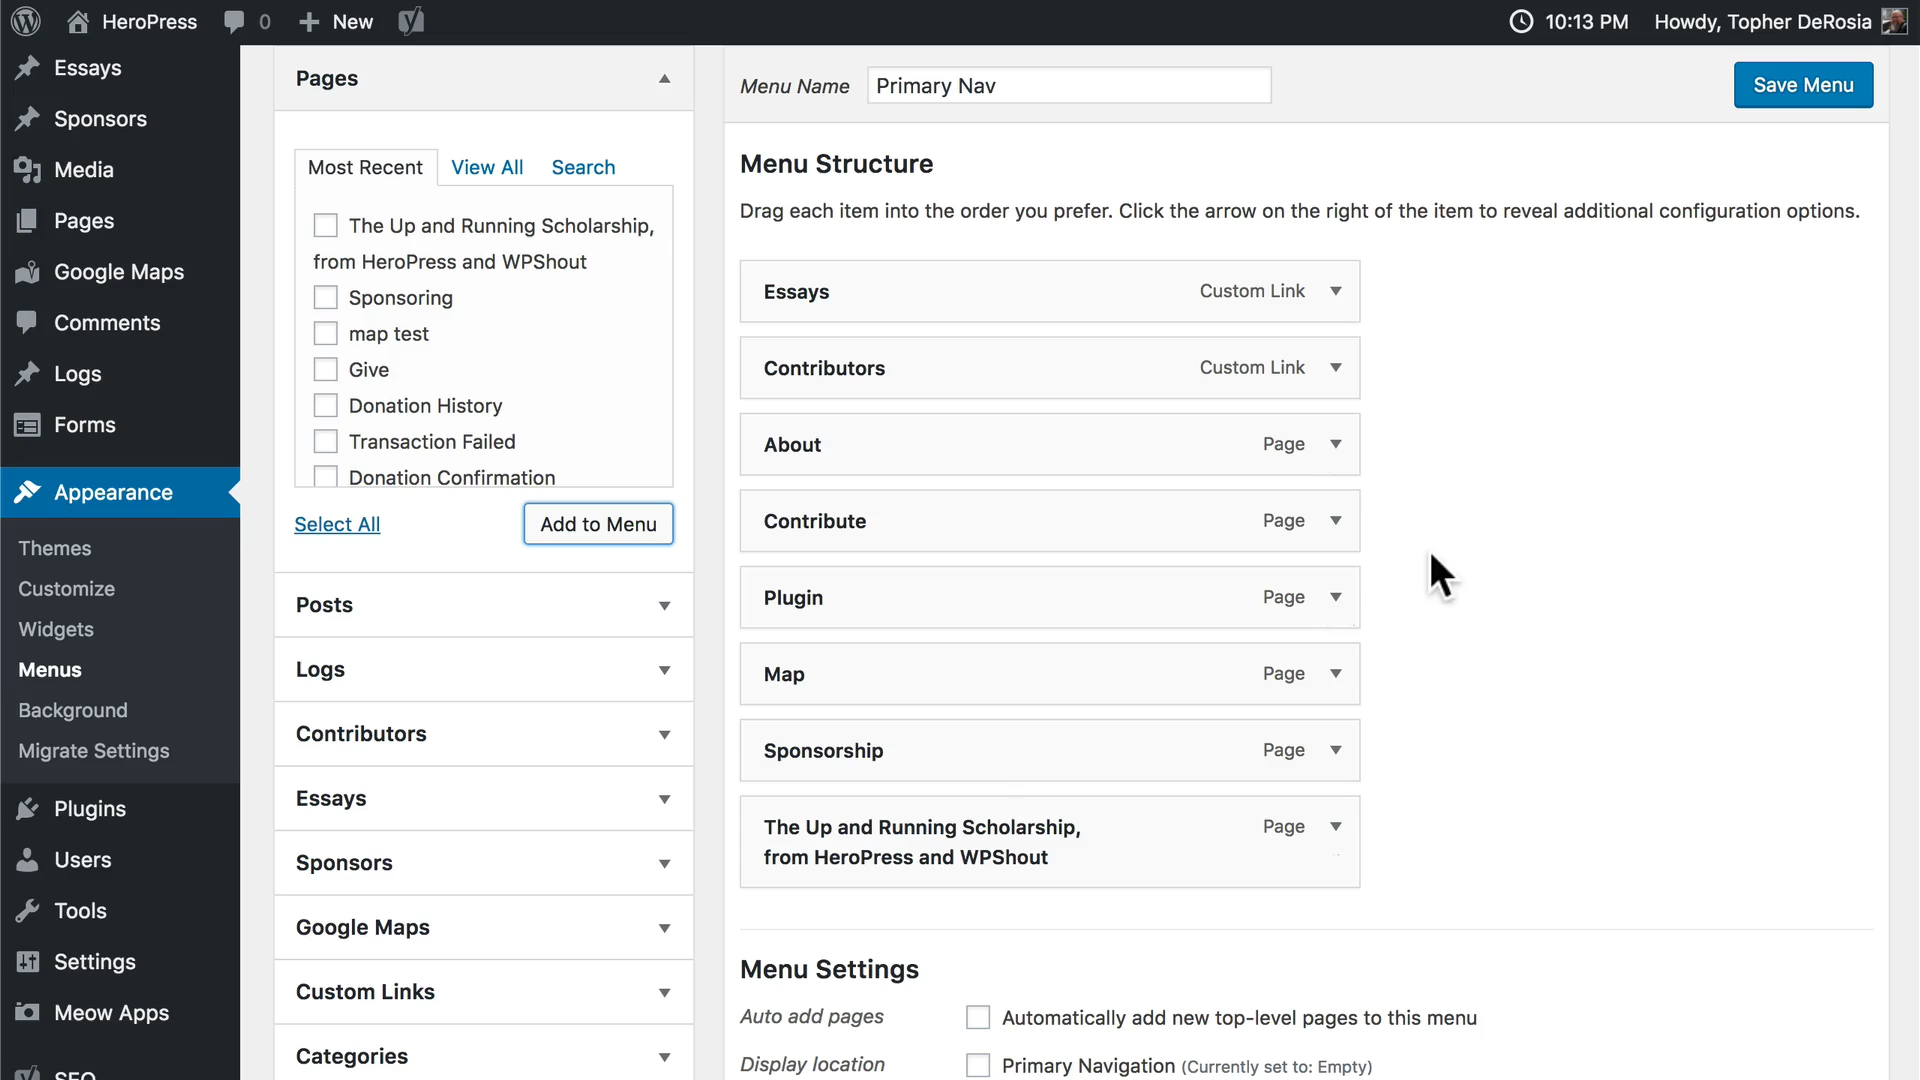 HeroPress 0 New 10:13 PM Howdy, Topher DeRosia
Essays
Sponsors
Media
Pages
Google Maps
Comments
Logs
Forms
Appearance
Themes
Customize
Widgets
Menus
Background
Migrate Settings
Plugins
Users
Tools
Settings
Meow Apps
SEO
Pages
Most Recent View All Search
The Up and Running Scholarship,
from HeroPress and WPShout
Sponsoring
map test
Give
Donation History
Transaction Failed
Donation Confirmation
Select All Add to Menu
Posts
Logs
Contributors
Essays
Sponsors
Google Maps
Custom Links
Categories
Menu Name Primary Nav Save Menu
Menu Structure
Drag each item into the order you prefer. Click the arrow on the right of the item to reveal additional configuration options.
Essays Custom Link
Contributors Custom Link
About Page
Contribute Page
Plugin Page
Map Page
Sponsorship Page
The Up and Running Scholarship, Page
from HeroPress and WPShout
Menu Settings
Auto add pages Automatically add new top-level pages to this menu
Display location Primary Navigation (Currently set to: Empty)